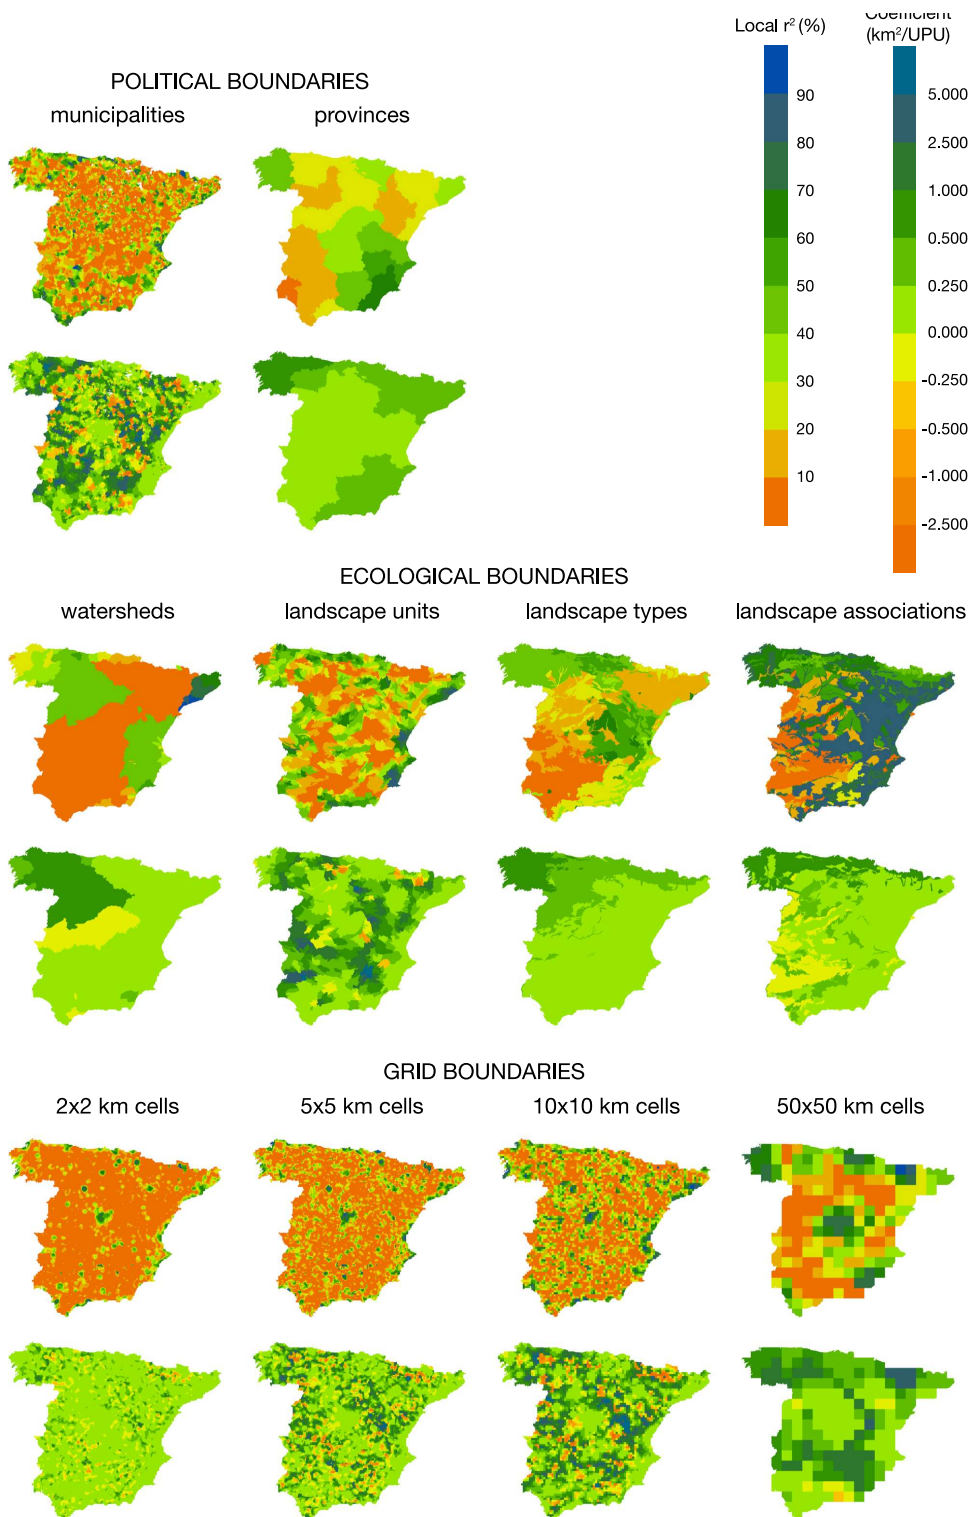 Local r² (%)
Coefficient
(km²/UPU)
90
80
70
60
50
40
30
20
10
5.000
2.500
1.000
0.500
0.250
0.000
-0.250
-0.500
-1.000
-2.500
POLITICAL BOUNDARIES
municipalities
provinces
ECOLOGICAL BOUNDARIES
watersheds
landscape units
landscape types
landscape associations
GRID BOUNDARIES
2x2 km cells
5x5 km cells
10x10 km cells
50x50 km cells